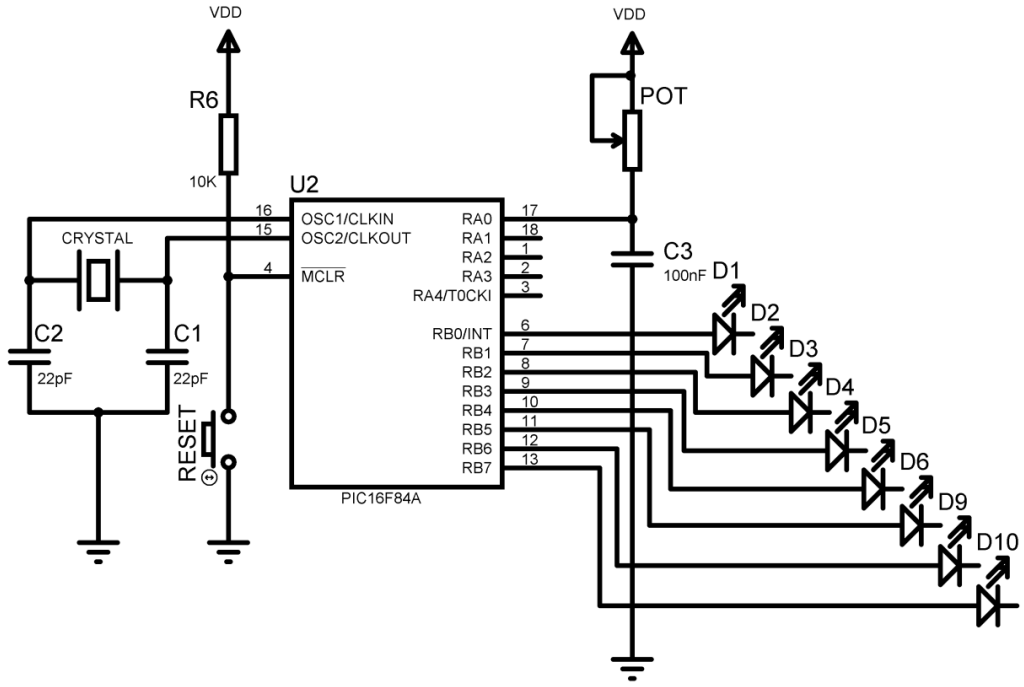 VDD
VDD
R6
10K
POT
U2
CRYSTAL
C2
22pF
C1
22pF
RESET
16 OSC1/CLKIN
15 OSC2/CLKOUT
4 MCLR
RA0 17
RA1 18
RA2 1
RA3 2
RA4/T0CKI 3
RB0/INT 6
RB1 7
RB2 8
RB3 9
RB4 10
RB5 11
RB6 12
RB7 13
PIC16F84A
C3
100nF
D1
D2
D3
D4
D5
D6
D9
D10